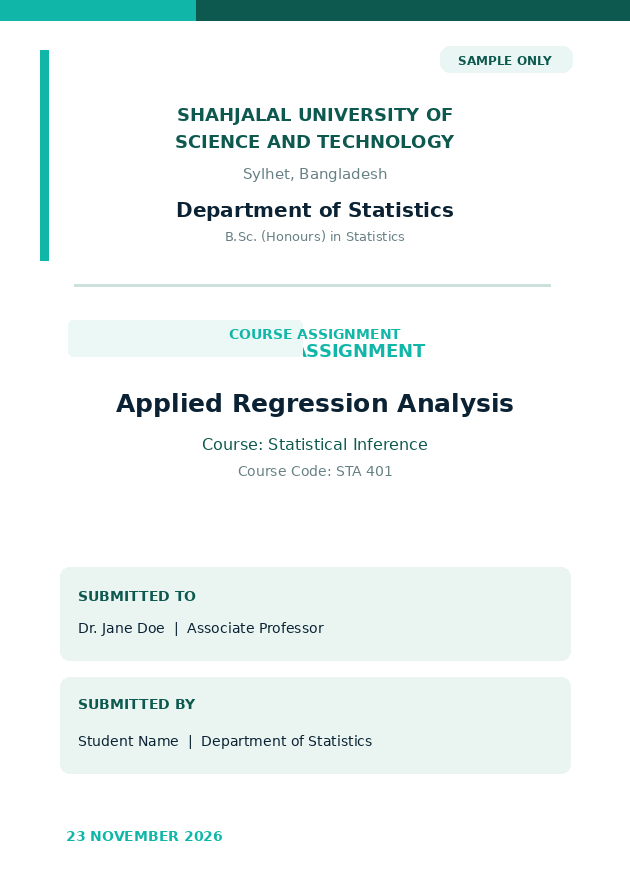 SAMPLE ONLY
SHAHJALAL UNIVERSITY OF
SCIENCE AND TECHNOLOGY
Sylhet, Bangladesh
Department of Statistics
B.Sc. (Honours) in Statistics
COURSE ASSIGNMENT
ASSIGNMENT
Applied Regression Analysis
Course: Statistical Inference
Course Code: STA 401
SUBMITTED TO
Dr. Jane Doe | Associate Professor
SUBMITTED BY
Student Name | Department of Statistics
23 NOVEMBER 2026